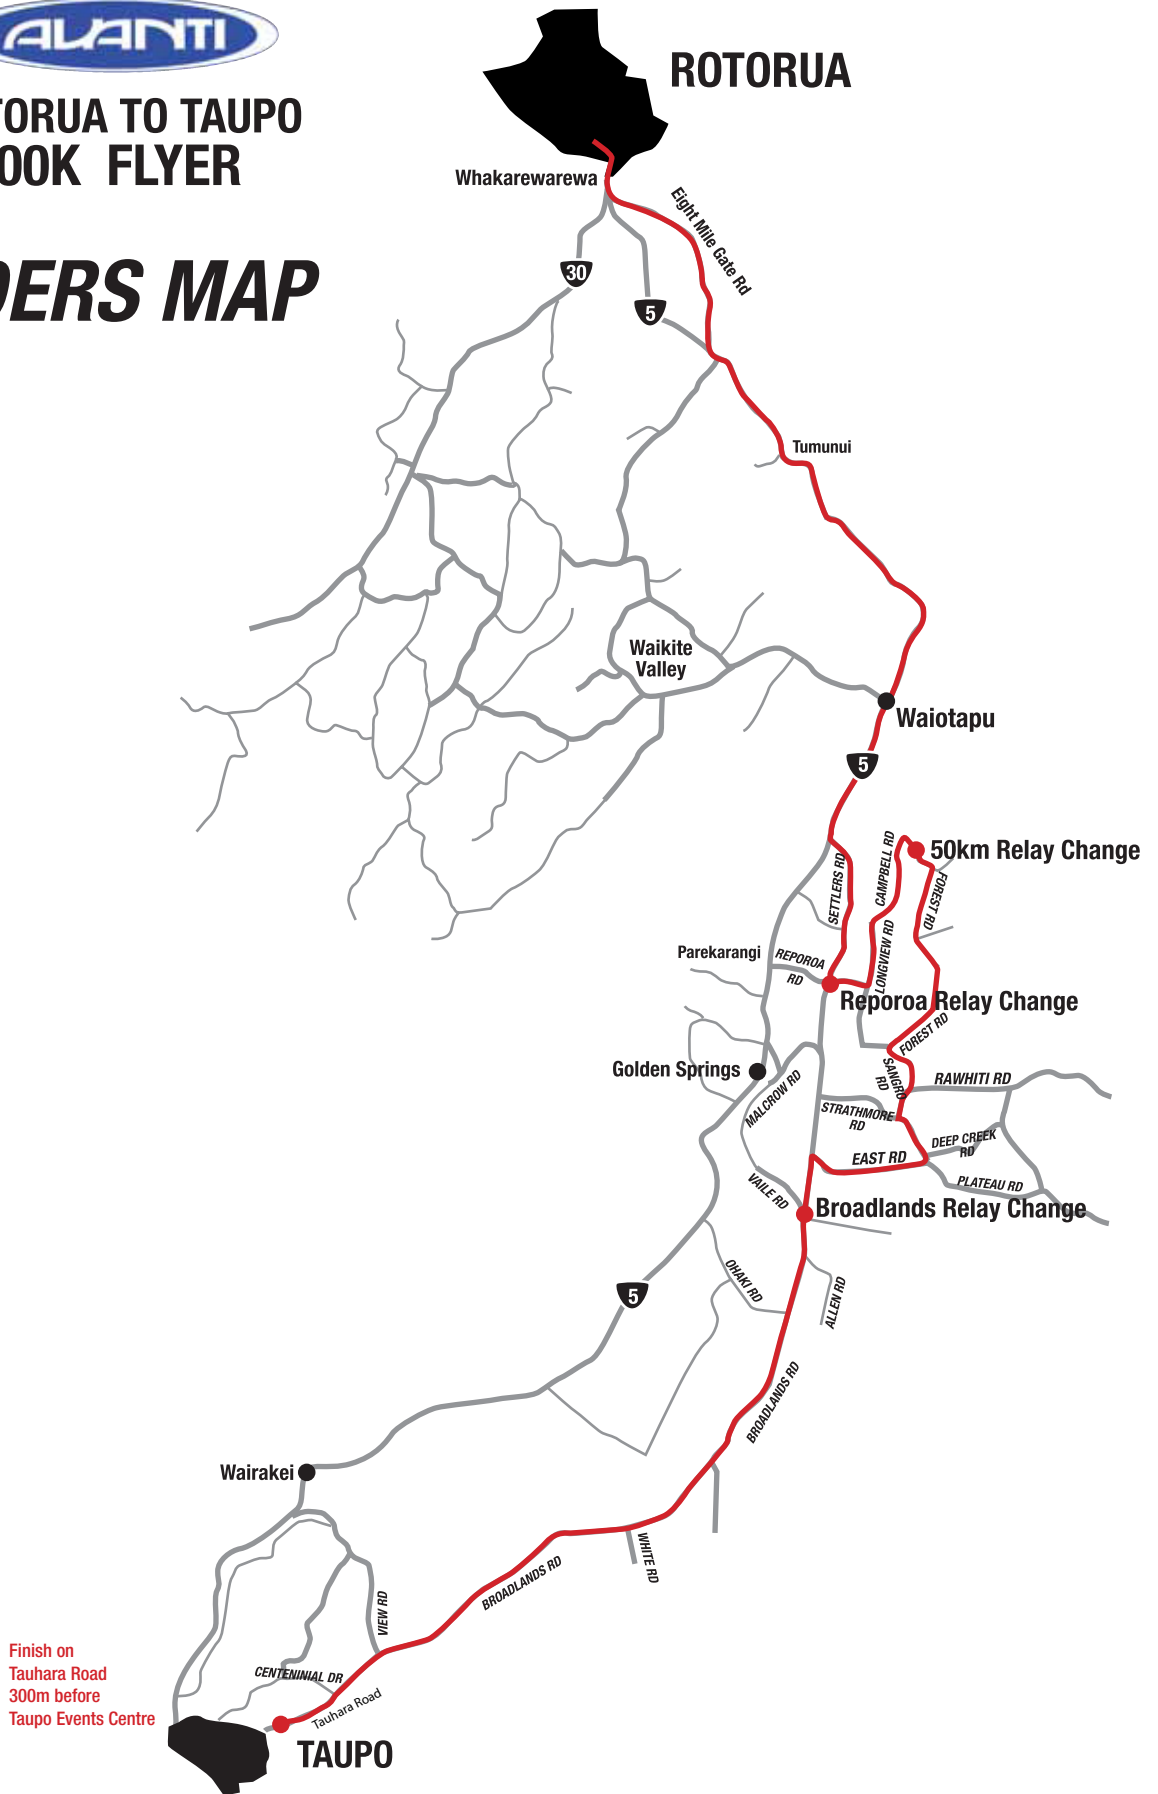 AVANTI
TORUA TO TAUPO
00K FLYER
DERS MAP
ROTORUA
Whakarewarewa
Eight Mile Gate Rd
30
5
Tumunui
Waikite
Valley
Waiotapu
5
50km Relay Change
CAMPBELL RD
SETTLERS RD
FOREST RD
LONGVIEW RD
Parekarangi
REPOROA
RD
Reporoa Relay Change
FOREST RD
Golden Springs
SANGRO
RD
RAWHITI RD
MALCROW RD
STRATHMORE
RD
DEEP CREEK
RD
EAST RD
PLATEAU RD
VAILE RD
Broadlands Relay Change
OHAKI RD
ALLEN RD
5
BROADLANDS RD
Wairakei
WHITE RD
BROADLANDS RD
VIEW RD
Finish on
Tauhara Road
300m before
Taupo Events Centre
CENTENINIAL DR
Tauhara Road
TAUPO